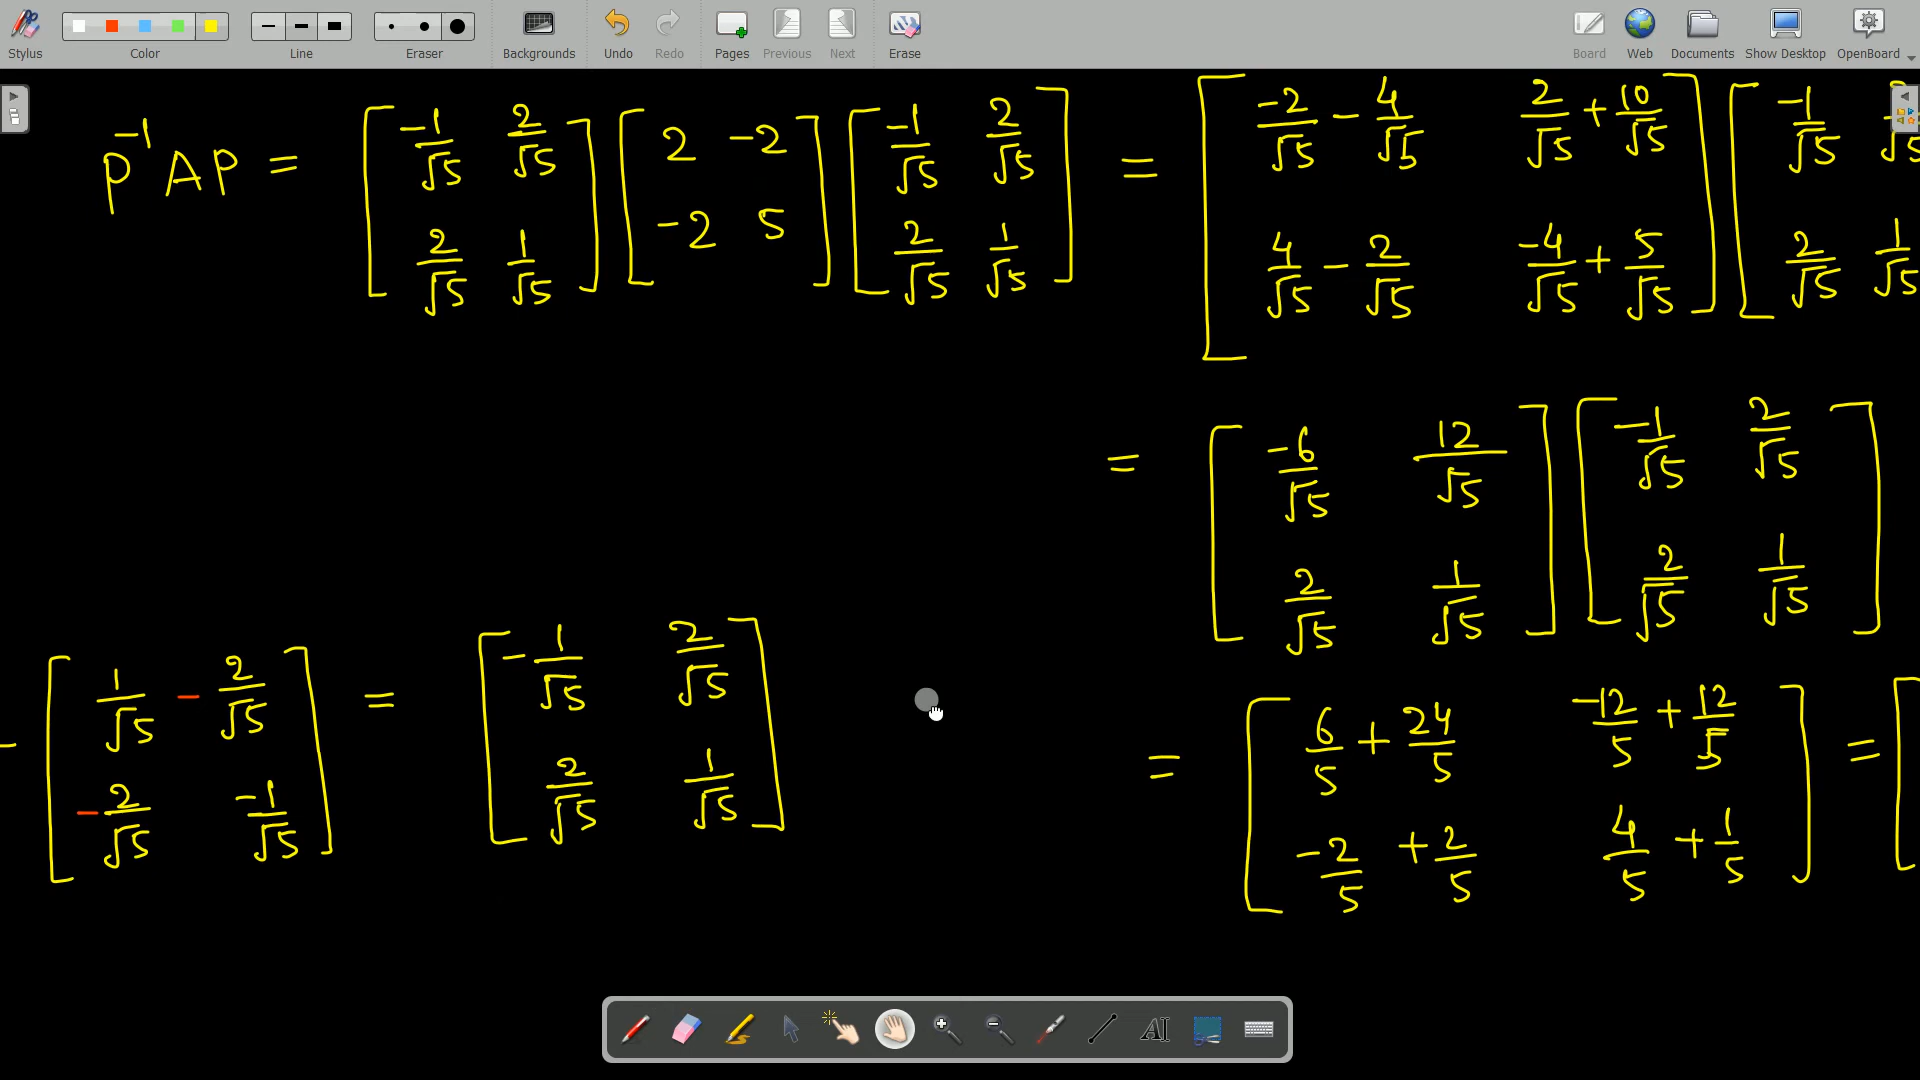 Stylus Color Line Eraser Backgrounds Undo Redo Pages Previous Next Erase Board Web Documents Show Desktop OpenBoard
P⁻¹AP = [ -1/√5 2/√5 ; 2/√5 1/√5 ] [ 2 -2 ; -2 5 ] [ -1/√5 2/√5 ; 2/√5 1/√5 ] = [ -2/√5 - 4/√5 2/√5 + 10/√5 ; 4/√5 - 2/√5 -4/√5 + 5/√5 ] [ -1/√5 ; 2/√5 1/√5
= [ -6/√5 12/√5 ; 2/√5 1/√5 ] [ -1/√5 2/√5 ; 2/√5 1/√5 ]
- [ 1/√5 - 2/√5 ; - 2/√5 -1/√5 ] = [ -1/√5 2/√5 ; 2/√5 1/√5 ]
= [ 6/5 + 24/5 -12/5 + 12/5 ; -2/5 + 2/5 4/5 + 1/5 ] = [
AI